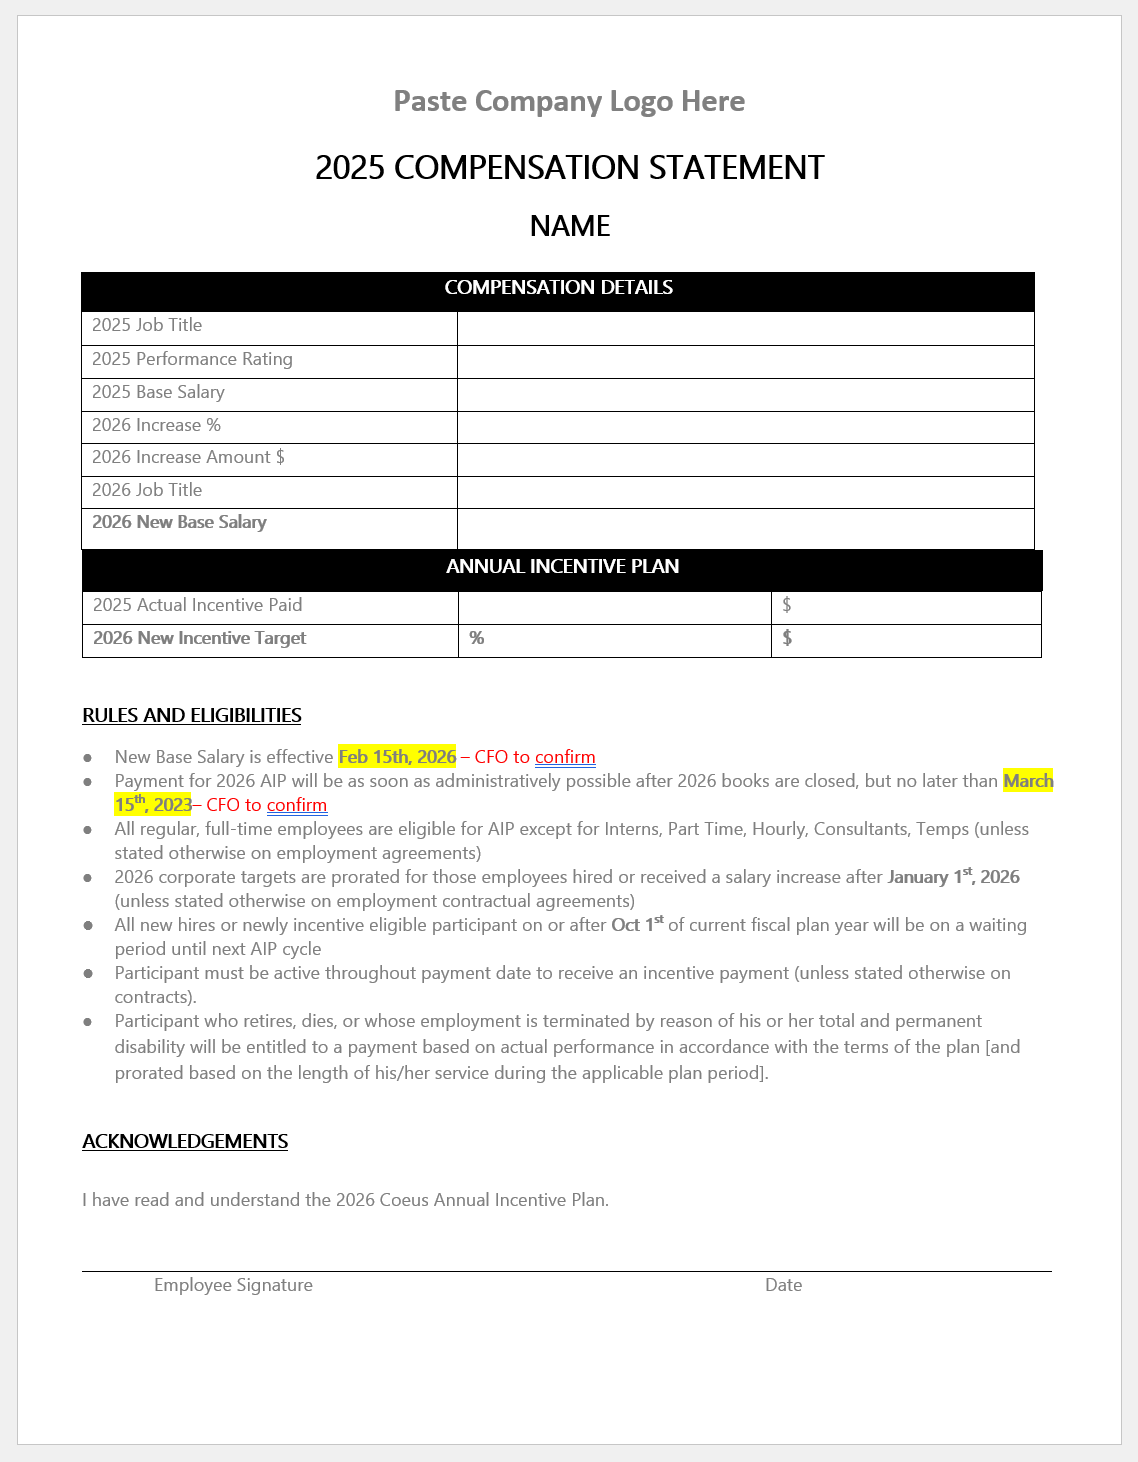 Paste Company Logo Here
2025 COMPENSATION STATEMENT
NAME
COMPENSATION DETAILS
2025 Job Title
2025 Performance Rating
2025 Base Salary
2026 Increase %
2026 Increase Amount $
2026 Job Title
2026 New Base Salary
ANNUAL INCENTIVE PLAN
2025 Actual Incentive Paid $
2026 New Incentive Target % $
RULES AND ELIGIBILITIES
● New Base Salary is effective Feb 15th, 2026 – CFO to confirm
● Payment for 2026 AIP will be as soon as administratively possible after 2026 books are closed, but no later than March
15th, 2023– CFO to confirm
● All regular, full-time employees are eligible for AIP except for Interns, Part Time, Hourly, Consultants, Temps (unless
stated otherwise on employment agreements)
● 2026 corporate targets are prorated for those employees hired or received a salary increase after January 1st, 2026
(unless stated otherwise on employment contractual agreements)
● All new hires or newly incentive eligible participant on or after Oct 1st of current fiscal plan year will be on a waiting
period until next AIP cycle
● Participant must be active throughout payment date to receive an incentive payment (unless stated otherwise on
contracts).
● Participant who retires, dies, or whose employment is terminated by reason of his or her total and permanent
disability will be entitled to a payment based on actual performance in accordance with the terms of the plan [and
prorated based on the length of his/her service during the applicable plan period].
ACKNOWLEDGEMENTS
I have read and understand the 2026 Coeus Annual Incentive Plan.
Employee Signature Date